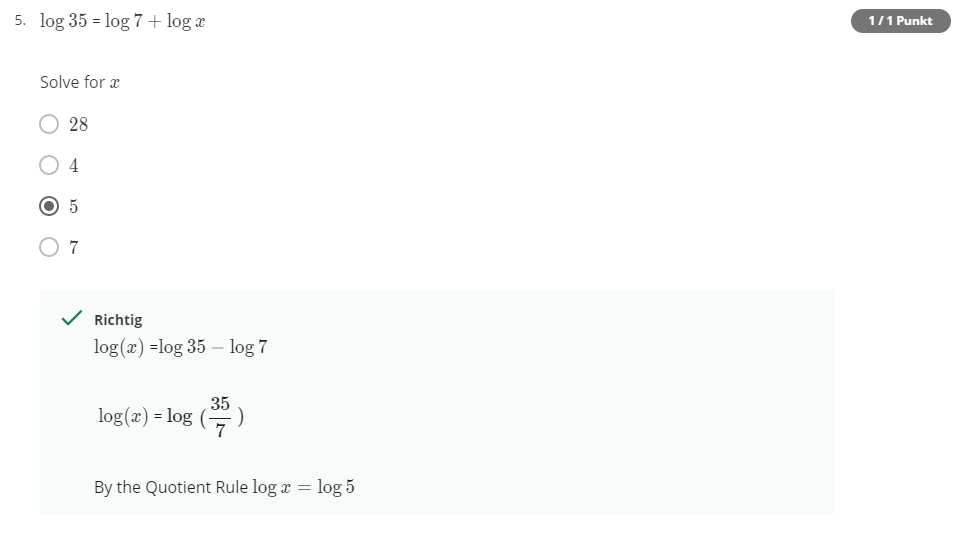 5. log 35 = log 7 + log x
1 / 1 Punkt
Solve for x
28
4
5
7
Richtig
log(x) =log 35 − log 7
log(x) = log (35/7)
By the Quotient Rule log x = log 5